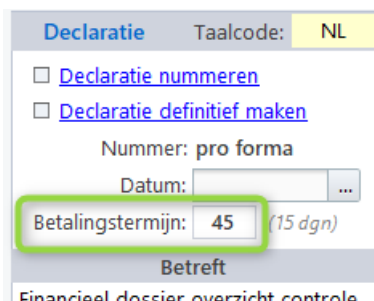 Declaratie Taalcode: NL
Declaratie nummeren
Declaratie definitief maken
Nummer: pro forma
Datum: ...
Betalingstermijn: 45 (15 dgn)
Betreft
Financieel dossier overzicht controle